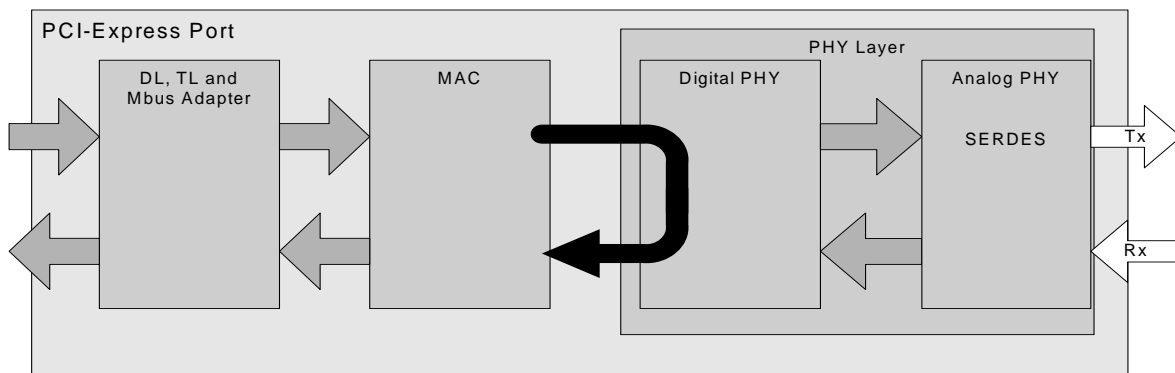 PCI-Express Port
PHY Layer
DL, TL and
Mbus Adapter
MAC
Digital PHY
Analog PHY
SERDES
Tx
Rx